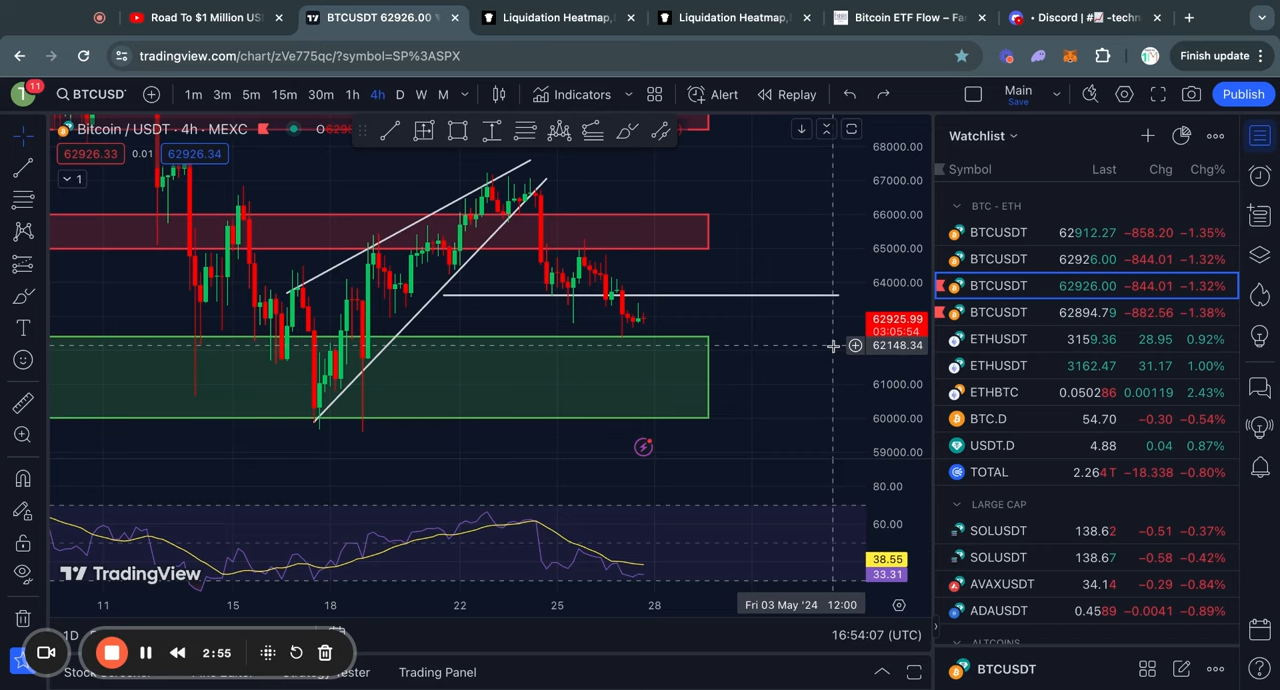 Road To $1 Million US
BTCUSDT 62926.00
Liquidation Heatmap,
Liquidation Heatmap,
Bitcoin ETF Flow – Fa
• Discord | #📈 -techn
tradingview.com/chart/zVe775qc/?symbol=SP%3ASPX
Finish update
11
BTCUSD
1m 3m 5m 15m 30m 1h 4h D W M
Indicators
Alert
Replay
Main
Save
Publish
Bitcoin / USDT · 4h · MEXC
62926.33 0.01 62926.34
1
68000.00
67000.00
66000.00
65000.00
64000.00
62925.99
03:05:54
62148.34
61000.00
60000.00
59000.00
80.00
60.00
38.55
33.31
TradingView
11 15 18 22 25 28
Fri 03 May '24 12:00
1D
16:54:07 (UTC)
2:55
Tester
Trading Panel
Watchlist
Symbol Last Chg Chg%
BTC - ETH
BTCUSDT 62912.27 −858.20 −1.35%
BTCUSDT 62926.00 −844.01 −1.32%
BTCUSDT 62926.00 −844.01 −1.32%
BTCUSDT 62894.79 −882.56 −1.38%
ETHUSDT 3159.36 28.95 0.92%
ETHUSDT 3162.47 31.17 1.00%
ETHBTC 0.050286 0.00119 2.43%
BTC.D 54.70 −0.30 −0.54%
USDT.D 4.88 0.04 0.87%
TOTAL 2.264T −18.338 −0.80%
LARGE CAP
SOLUSDT 138.62 −0.51 −0.37%
SOLUSDT 138.67 −0.58 −0.42%
AVAXUSDT 34.14 −0.29 −0.84%
ADAUSDT 0.4589 −0.0041 −0.89%
ALTCOINS
BTCUSDT